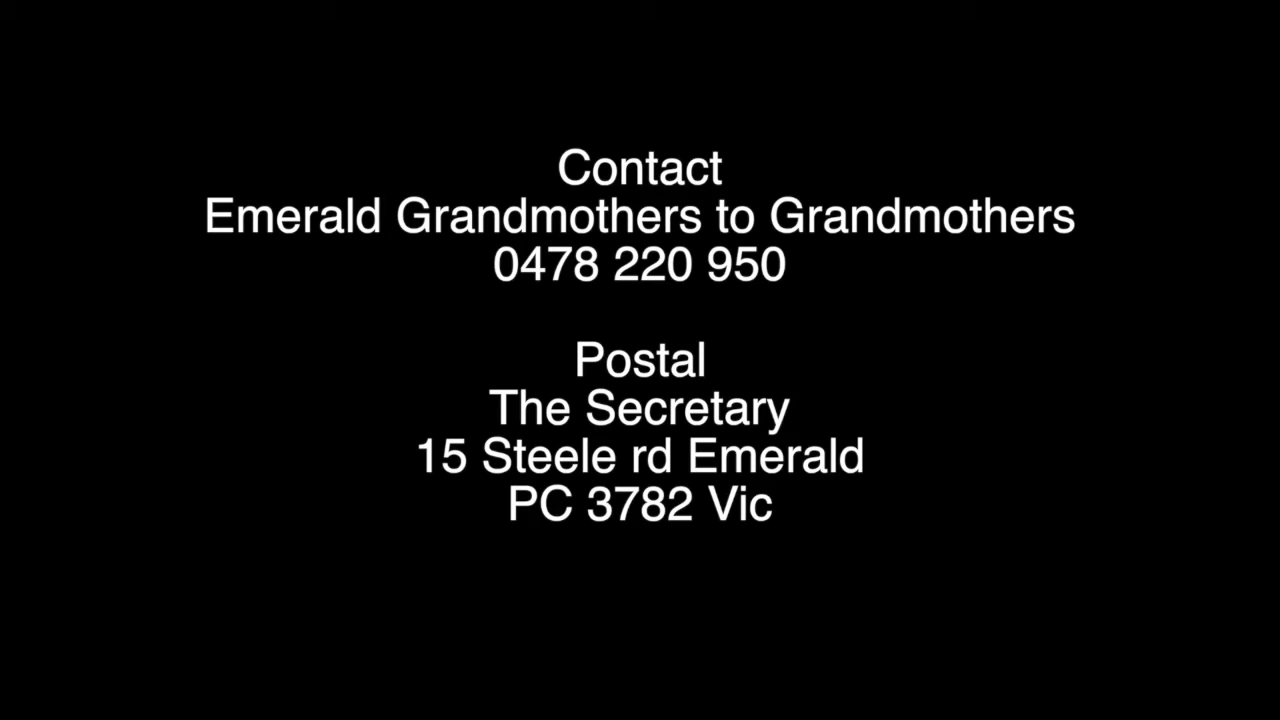 Contact
Emerald Grandmothers to Grandmothers
0478 220 950
Postal
The Secretary
15 Steele rd Emerald
PC 3782 Vic